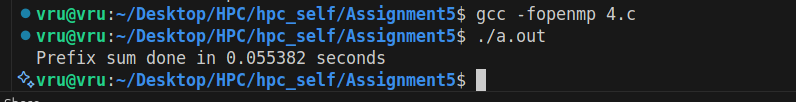 vru@vru:~/Desktop/HPC/hpc_self/Assignment5$ gcc -fopenmp 4.c
vru@vru:~/Desktop/HPC/hpc_self/Assignment5$ ./a.out
Prefix sum done in 0.055382 seconds
vru@vru:~/Desktop/HPC/hpc_self/Assignment5$